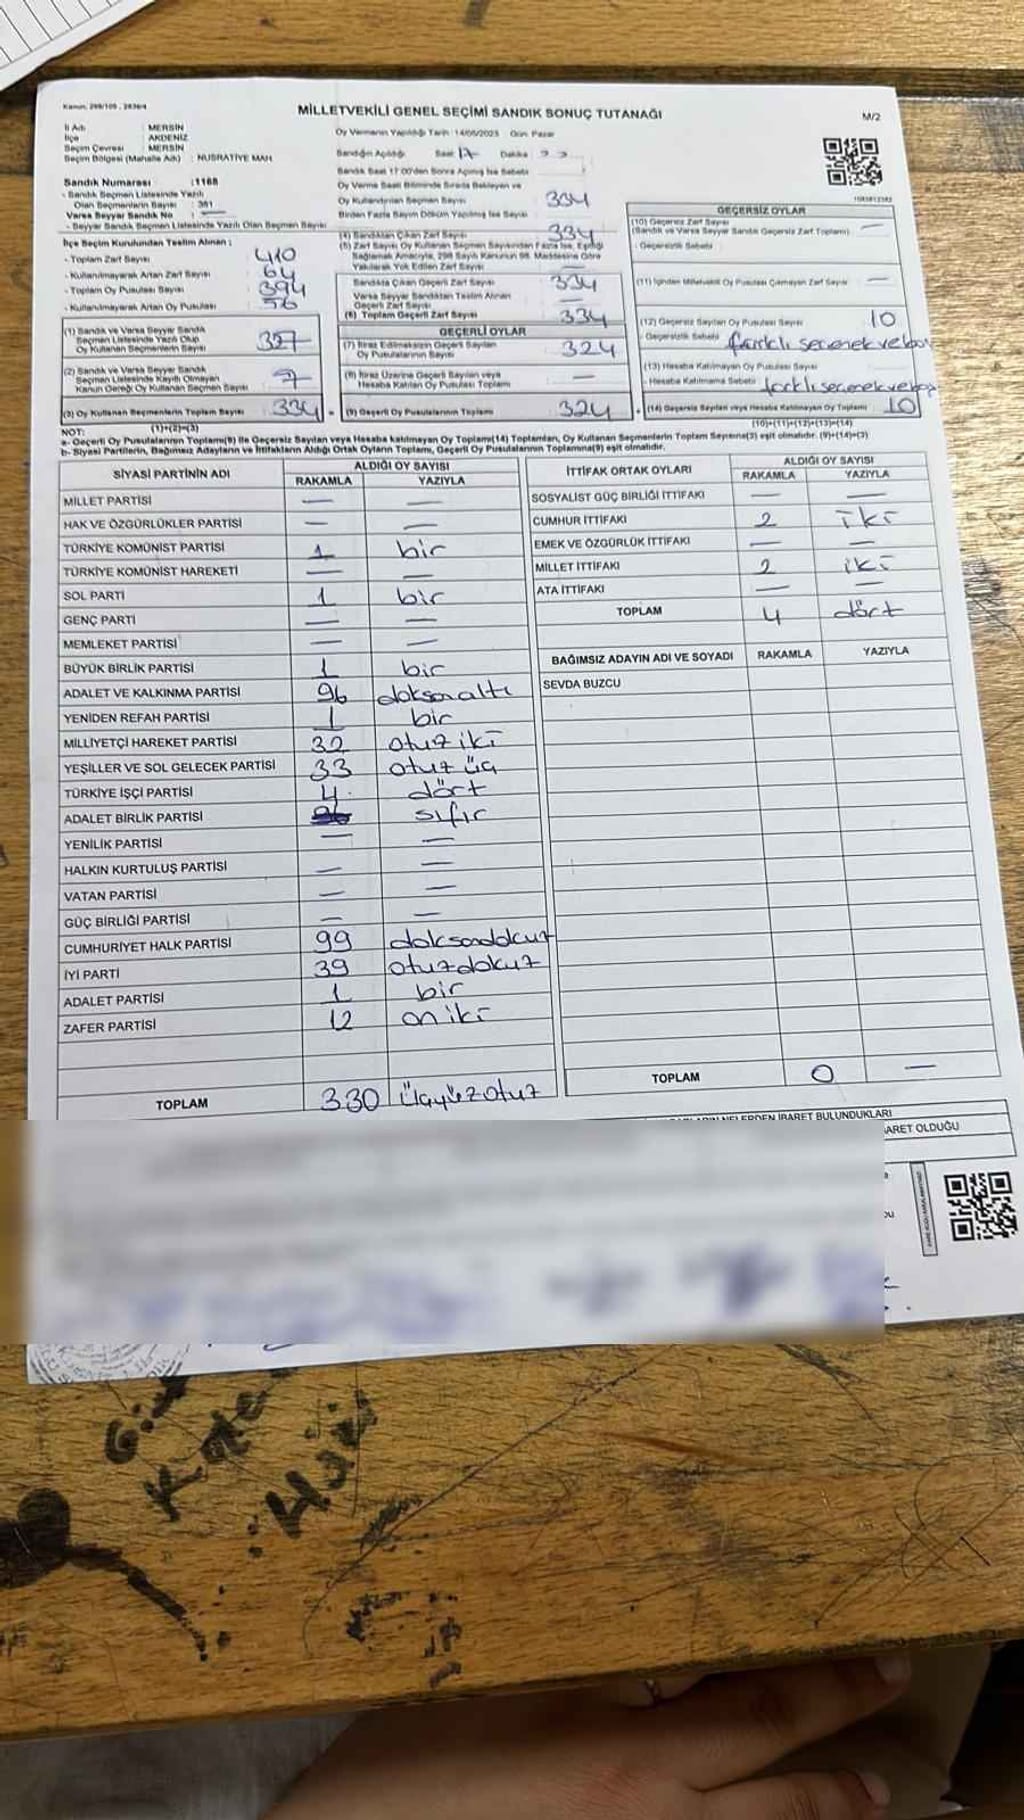 Kanun: 298/105 , 2839/4
MİLLETVEKİLİ GENEL SEÇİMİ SANDIK SONUÇ TUTANAĞI
M/2
İl Adı : MERSİN
İlçe : AKDENİZ
Seçim Çevresi : MERSİN
Seçim Bölgesi (Mahalle Adı) : NUSRATİYE MAH.
Oy Vermenin Yapıldığı Tarih : 14/05/2023 Gün: Pazar
Sandığın Açıldığı Saat 17 Dakika
Sandık Saat 17:00'den Sonra Açılmış İse Sebebi
Sandık Numarası :1168
- Sandık Seçmen Listesinde Yazılı
Olan Seçmenlerin Sayısı : 381
Varsa Seyyar Sandık No : —
- Seyyar Sandık Seçmen Listesinde Yazılı Olan Seçmen Sayısı
Oy Verme Saati Bitiminde Sırada Bekleyen ve
Oy Kullandırılan Seçmen Sayısı 334
Birden Fazla Sayım Döküm Yapılmış İse Sayısı
İlçe Seçim Kurulundan Teslim Alınan ;
- Toplam Zarf Sayısı 410
- Kullanılmayarak Artan Zarf Sayısı 64
- Toplam Oy Pusulası Sayısı 394
- Kullanılmayarak Artan Oy Pusulası 56
(4) Sandıktan Çıkan Zarf Sayısı 334
(5) Zarf Sayısı Oy Kullanan Seçmen Sayısından Fazla İse, Eşitliği
Sağlamak Amacıyla, 298 Sayılı Kanunun 98. Maddesine Göre
Yakılarak Yok Edilen Zarf Sayısı —
Sandıkta Çıkan Geçerli Zarf Sayısı 334
Varsa Seyyar Sandıktan Teslim Alınan
Geçerli Zarf Sayısı —
(6) Toplam Geçerli Zarf Sayısı 334
GEÇERSİZ OYLAR
(10) Geçersiz Zarf Sayısı
(Sandık ve Varsa Seyyar Sandık Geçersiz Zarf Toplamı) —
- Geçersizlik Sebebi :
(11) İçinden Milletvekili Oy Pusulası Çıkmayan Zarf Sayısı —
(12) Geçersiz Sayılan Oy Pusulası Sayısı 10
- Geçersizlik Sebebi farklı seçenek ve boş
(13) Hesaba Katılmayan Oy Pusulası Sayısı
- Hesaba Katılmama Sebebi farklı seçenek ve boş
(14) Geçersiz Sayılan veya Hesaba Katılmayan Oy Toplamı 10
(10)+(11)+(12)+(13)=(14)
(1) Sandık ve Varsa Seyyar Sandık
Seçmen Listesinde Yazılı Olup
Oy Kullanan Seçmenlerin Sayısı 327
(2) Sandık ve Varsa Seyyar Sandık
Seçmen Listesinde Kayıtlı Olmayan
Kanun Gereği Oy Kullanan Seçmen Sayısı 7
(3) Oy Kullanan Seçmenlerin Toplam Sayısı 334 =
(1)+(2)=(3)
GEÇERLİ OYLAR
(7) İtiraz Edilmeksizin Geçerli Sayılan
Oy Pusulalarının Sayısı 324
(8) İtiraz Üzerine Geçerli Sayılan veya
Hesaba Katılan Oy Pusulası Toplamı —
(9) Geçerli Oy Pusulalarının Toplamı 324 +
NOT:
a- Geçerli Oy Pusulalarının Toplamı(9) ile Geçersiz Sayılan veya Hesaba katılmayan Oy Toplamı(14) Toplamları, Oy Kullanan Seçmenlerin Toplam Sayısına(3) eşit olmalıdır. (9)+(14)=(3)
b- Siyasi Partilerin, Bağımsız Adayların ve İttifakların Aldığı Ortak Oyların Toplamı, Geçerli Oy Pusulalarının Toplamına(9) eşit olmalıdır.
SİYASİ PARTİNİN ADI
ALDIĞI OY SAYISI
RAKAMLA YAZIYLA
MİLLET PARTİSİ — —
HAK VE ÖZGÜRLÜKLER PARTİSİ — —
TÜRKİYE KOMÜNİST PARTİSİ 1 bir
TÜRKİYE KOMÜNİST HAREKETİ — —
SOL PARTİ 1 bir
GENÇ PARTİ — —
MEMLEKET PARTİSİ — —
BÜYÜK BİRLİK PARTİSİ 1 bir
ADALET VE KALKINMA PARTİSİ 96 doksanaltı
YENİDEN REFAH PARTİSİ 1 bir
MİLLİYETÇİ HAREKET PARTİSİ 32 otuz iki
YEŞİLLER VE SOL GELECEK PARTİSİ 33 otuz üç
TÜRKİYE İŞÇİ PARTİSİ 4 dört
ADALET BİRLİK PARTİSİ sıfır
YENİLİK PARTİSİ — —
HALKIN KURTULUŞ PARTİSİ — —
VATAN PARTİSİ — —
GÜÇ BİRLİĞİ PARTİSİ — —
CUMHURİYET HALK PARTİSİ 99 doksandokuz
İYİ PARTİ 39 otuzdokuz
ADALET PARTİSİ 1 bir
ZAFER PARTİSİ 12 oniki
TOPLAM 330 Üçyüzotuz
İTTİFAK ORTAK OYLARI
ALDIĞI OY SAYISI
RAKAMLA YAZIYLA
SOSYALİST GÜÇ BİRLİĞİ İTTİFAKI — —
CUMHUR İTTİFAKI 2 iki
EMEK VE ÖZGÜRLÜK İTTİFAKI — —
MİLLET İTTİFAKI 2 iki
ATA İTTİFAKI — —
TOPLAM 4 dört
BAĞIMSIZ ADAYIN ADI VE SOYADI RAKAMLA YAZIYLA
SEVDA BUZCU
TOPLAM 0 —
NELERDEN İBARET BULUNDUKLARI
OLDUĞU